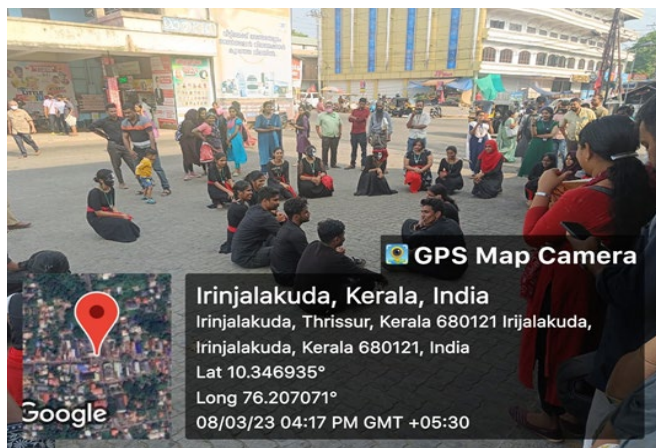 GPS Map Camera
Irinjalakuda, Kerala, India
Irinjalakuda, Thrissur, Kerala 680121 Irijalakuda,
Irinjalakuda, Kerala 680121, India
Lat 10.346935°
Long 76.207071°
08/03/23 04:17 PM GMT +05:30
Google